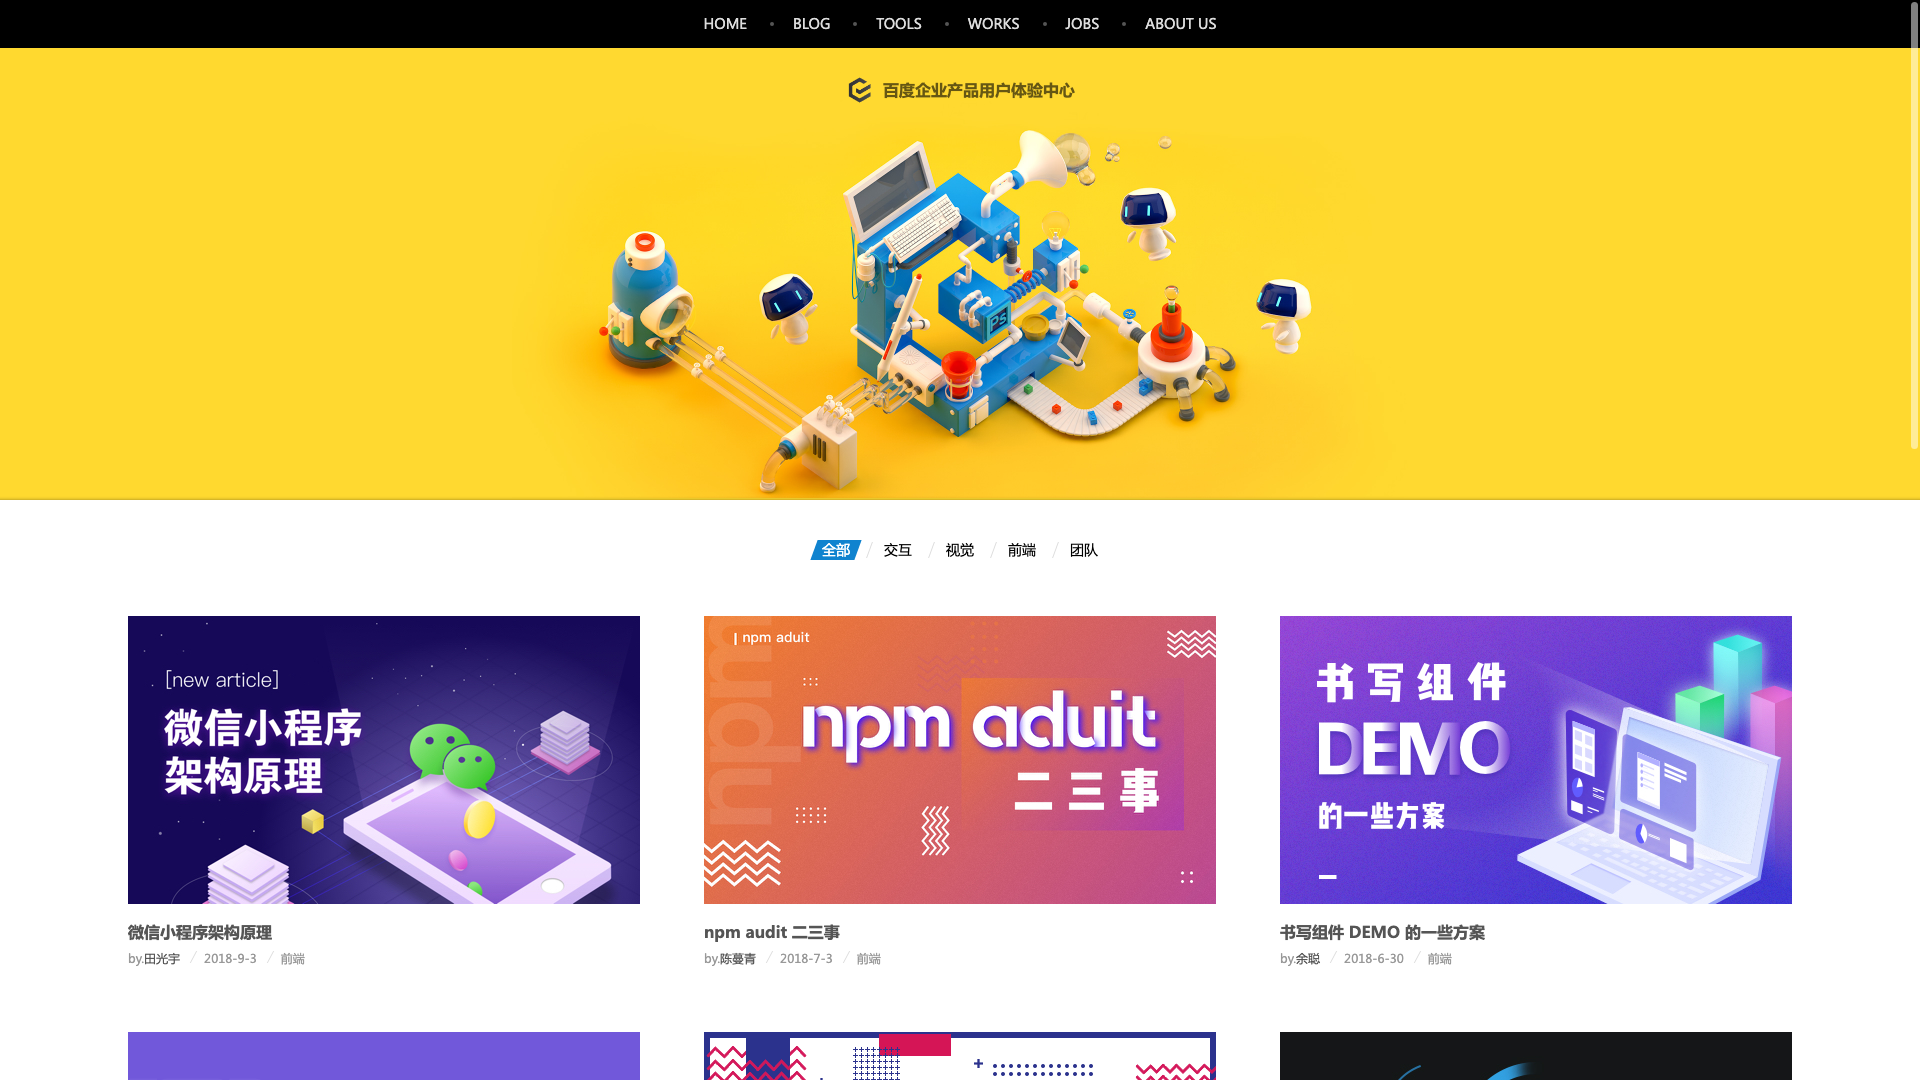 HOME • BLOG • TOOLS • WORKS • JOBS • ABOUT US
百度企业产品用户体验中心
Ps
全部 / 交互 / 视觉 / 前端 / 团队
[new article]
微信小程序
架构原理
npm
npm
| npm aduit
npm aduit
二三事
书写组件
DEMO
的一些方案
微信小程序架构原理
by.田光宇 / 2018-9-3 / 前端
npm audit 二三事
by.陈蔓青 / 2018-7-3 / 前端
书写组件 DEMO 的一些方案
by.余聪 / 2018-6-30 / 前端